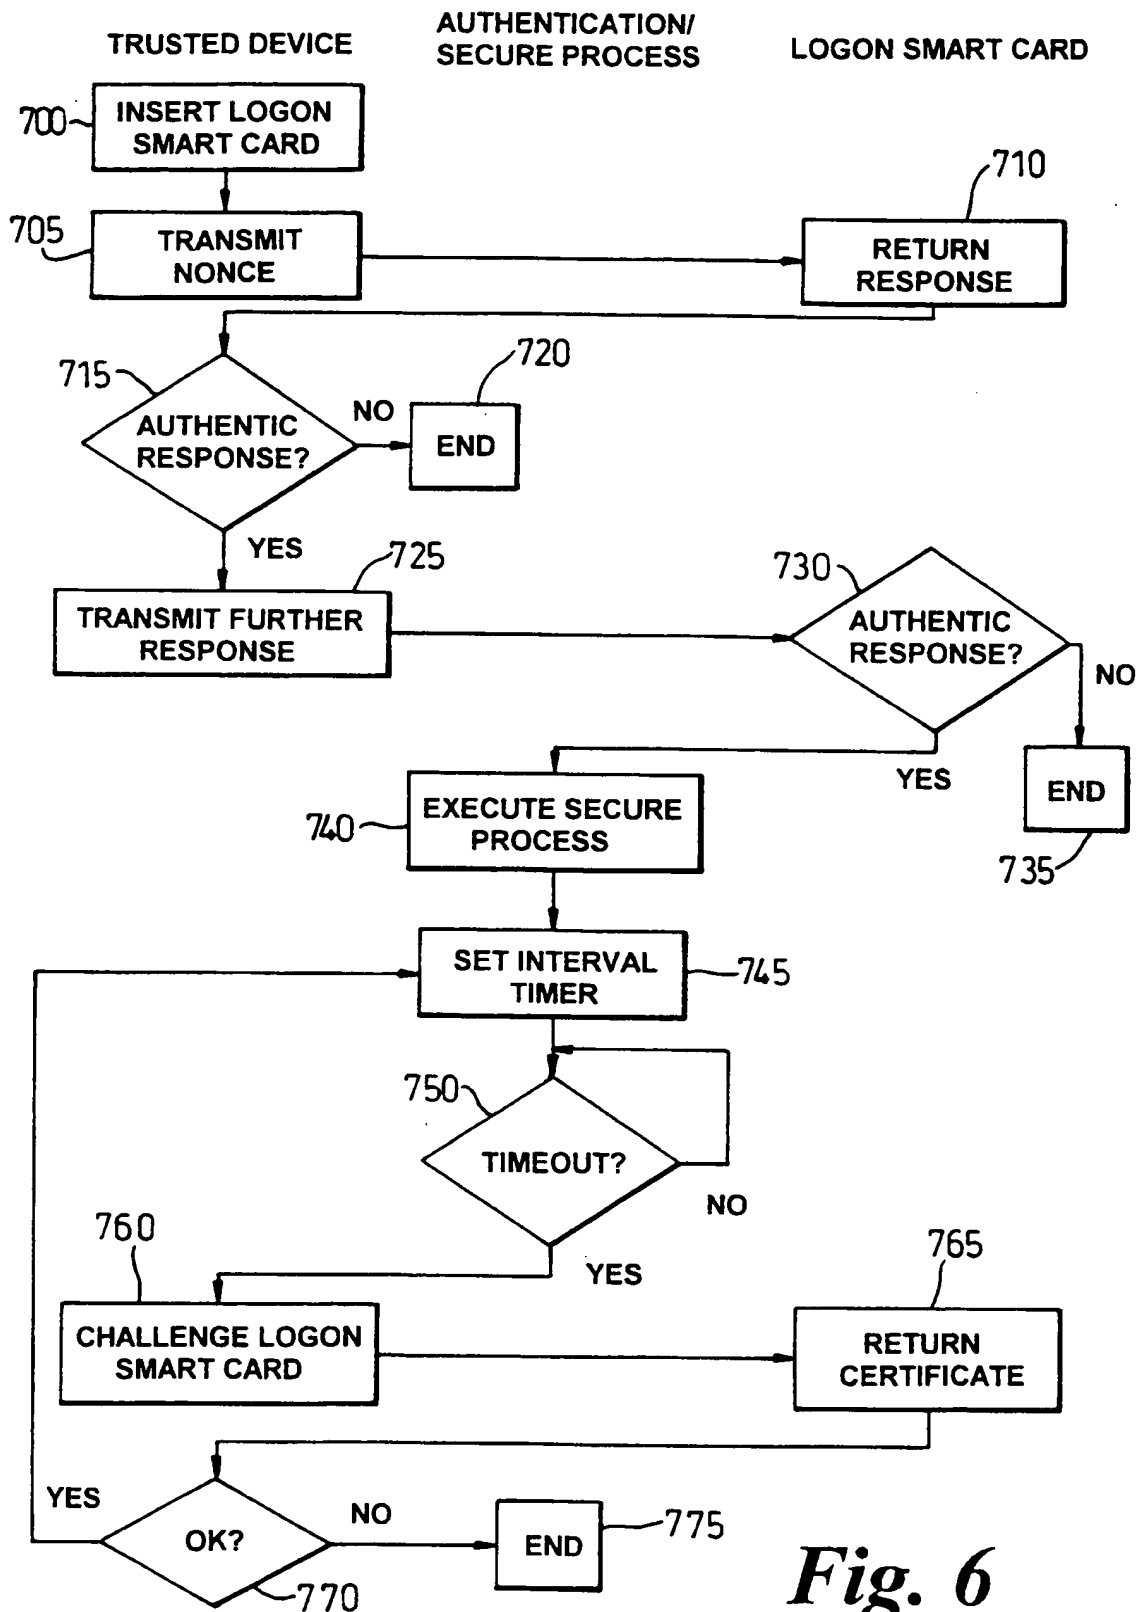 TRUSTED DEVICE
AUTHENTICATION/
SECURE PROCESS
LOGON SMART CARD
700
INSERT LOGON
SMART CARD
705
TRANSMIT
NONCE
710
RETURN
RESPONSE
715
AUTHENTIC
RESPONSE?
NO
720
END
YES
725
TRANSMIT FURTHER
RESPONSE
730
AUTHENTIC
RESPONSE?
NO
YES
END
735
740
EXECUTE SECURE
PROCESS
SET INTERVAL
TIMER
745
750
TIMEOUT?
NO
YES
760
CHALLENGE LOGON
SMART CARD
765
RETURN
CERTIFICATE
YES
OK?
NO
770
END
775
Fig. 6